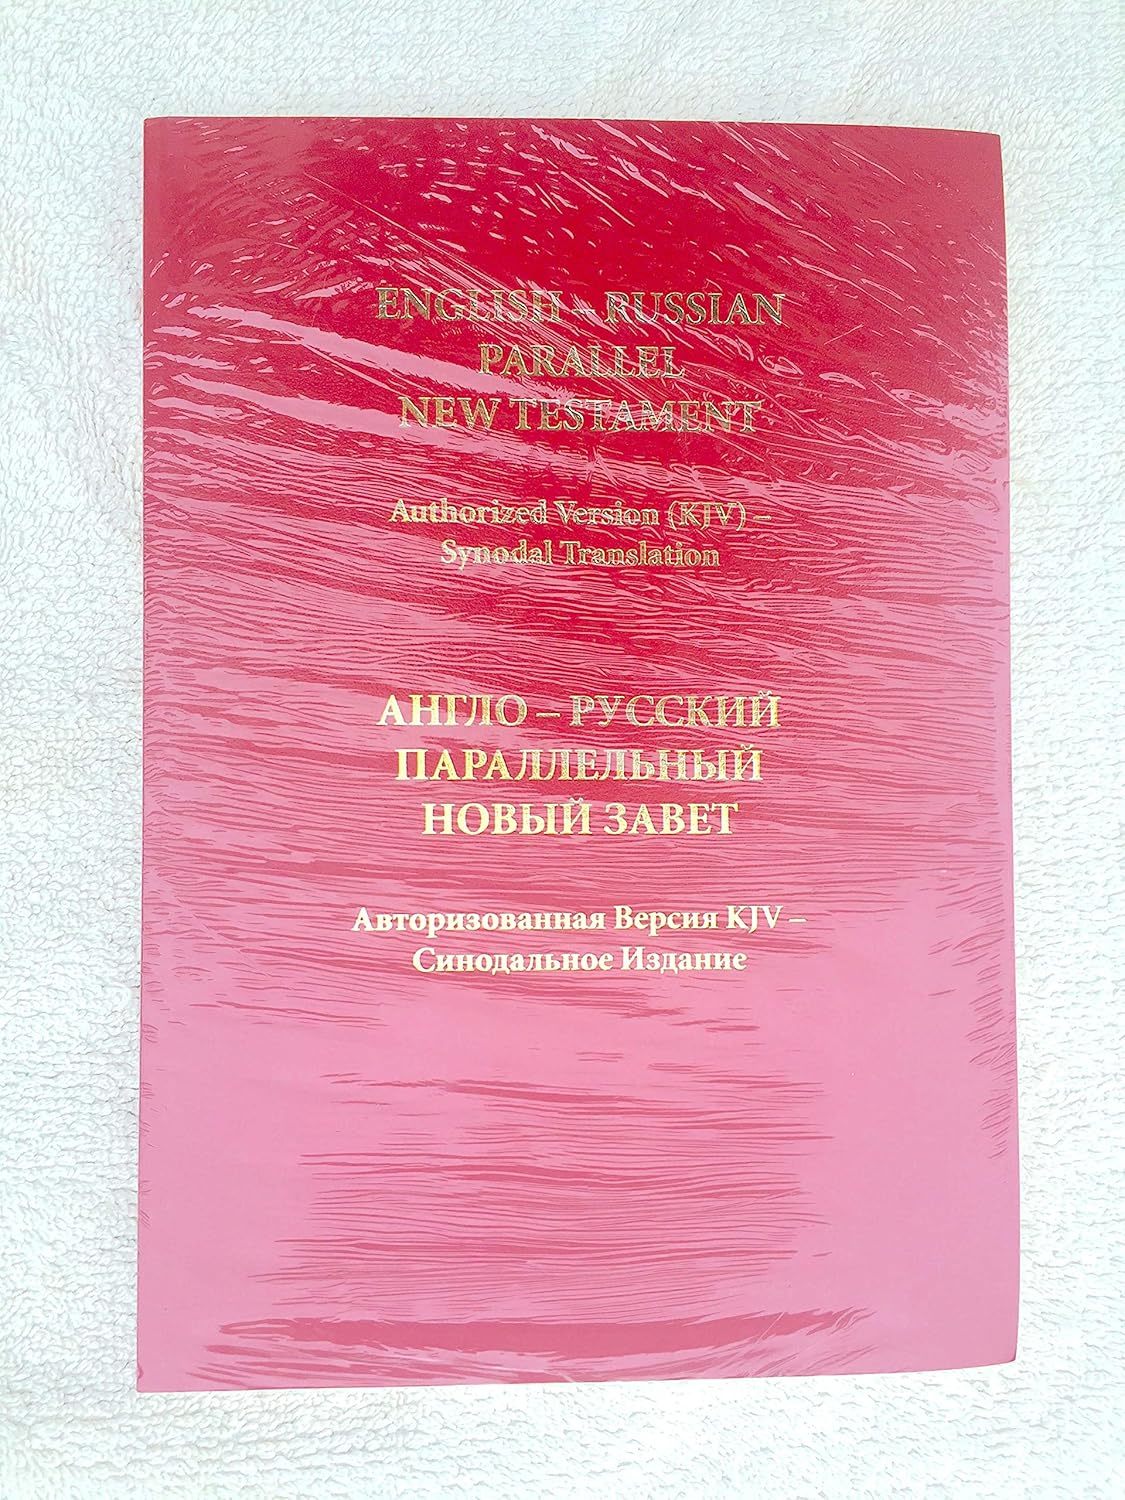 ENGLISH – RUSSIAN
PARALLEL
NEW TESTAMENT
Authorized Version (KJV) –
Synodal Translation
АНГЛО – РУССКИЙ
ПАРАЛЛЕЛЬНЫЙ
НОВЫЙ ЗАВЕТ
Авторизованная Версия KJV –
Синодальное Издание